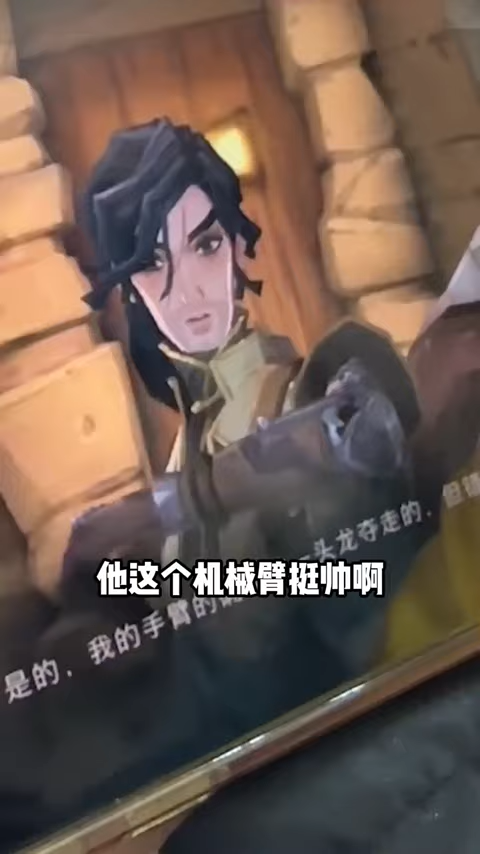 他这个机械臂挺帅啊
是的，我的手臂的
头龙夺走的，但